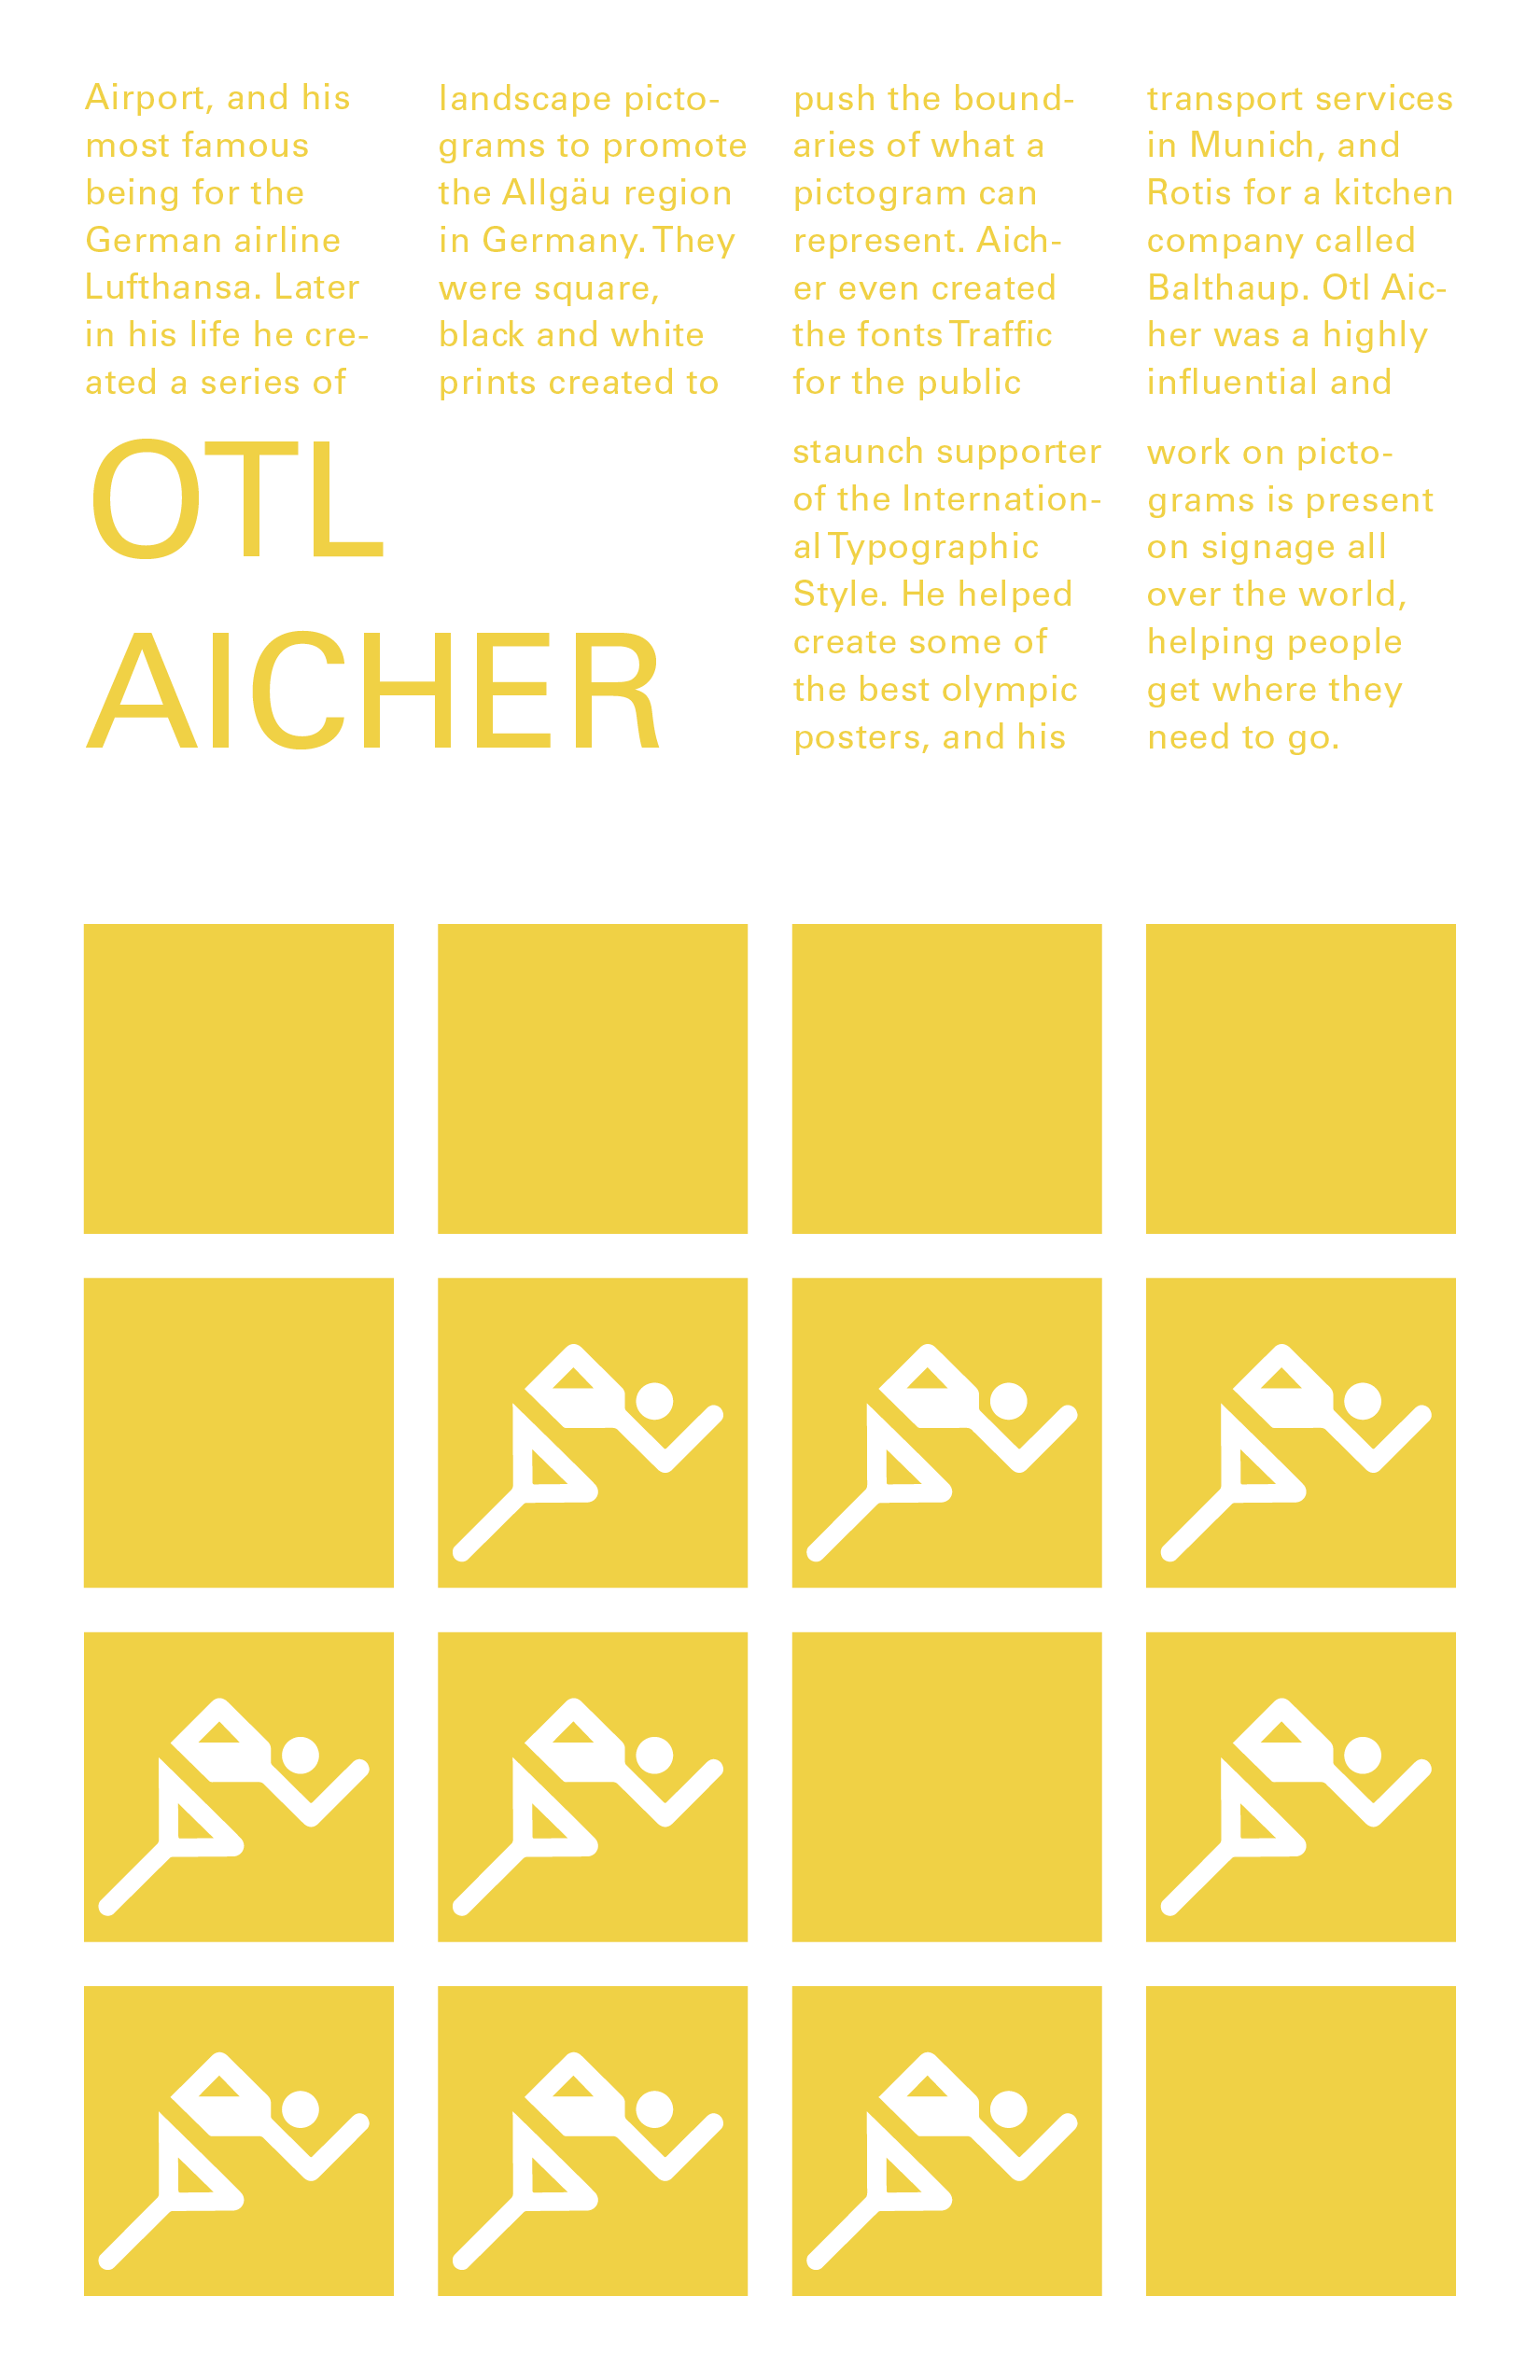 Airport, and his
most famous
being for the
German airline
Lufthansa. Later
in his life he cre-
ated a series of
landscape picto-
grams to promote
the Allgäu region
in Germany. They
were square,
black and white
prints created to
push the bound-
aries of what a
pictogram can
represent. Aich-
er even created
the fonts Traffic
for the public
transport services
in Munich, and
Rotis for a kitchen
company called
Balthaup. Otl Aic-
her was a highly
influential and
OTL
AICHER
staunch supporter
of the Internation-
al Typographic
Style. He helped
create some of
the best olympic
posters, and his
work on picto-
grams is present
on signage all
over the world,
helping people
get where they
need to go.